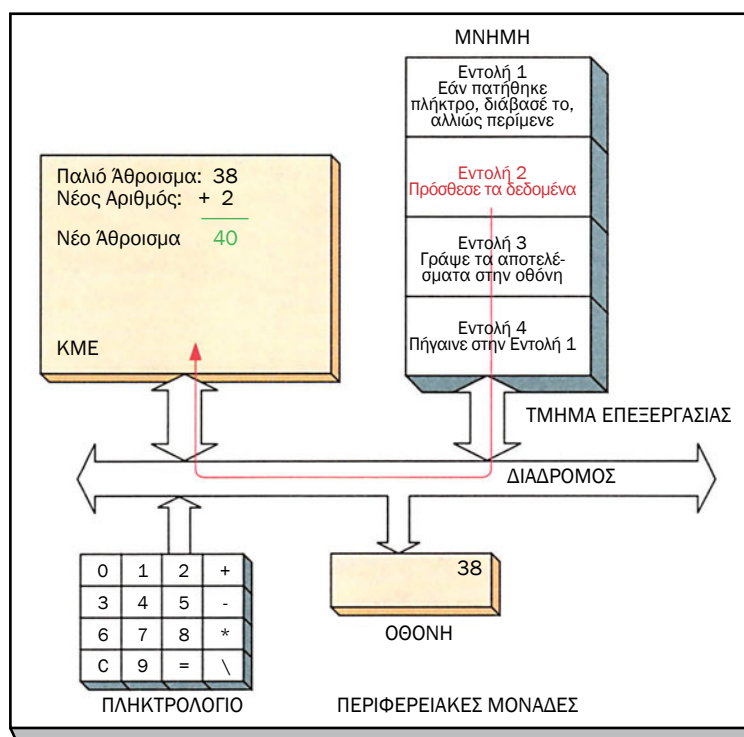 ΜΝΗΜΗ
Εντολή 1
Εάν πατήθηκε
πλήκτρο, διάβασέ το,
αλλιώς περίμενε
Εντολή 2
Πρόσθεσε τα δεδομένα
Εντολή 3
Γράψε τα αποτελέ-
σματα στην οθόνη
Εντολή 4
Πήγαινε στην Εντολή 1
Παλιό Άθροισμα: 38
Νέος Αριθμός: + 2
Νέο Άθροισμα 40
ΚΜΕ
ΤΜΗΜΑ ΕΠΕΞΕΡΓΑΣΙΑΣ
ΔΙΑΔΡΟΜΟΣ
0 1 2 +
3 4 5 -
6 7 8 *
C 9 = \
ΠΛΗΚΤΡΟΛΟΓΙΟ
38
ΟΘΟΝΗ
ΠΕΡΙΦΕΡΕΙΑΚΕΣ ΜΟΝΑΔΕΣ